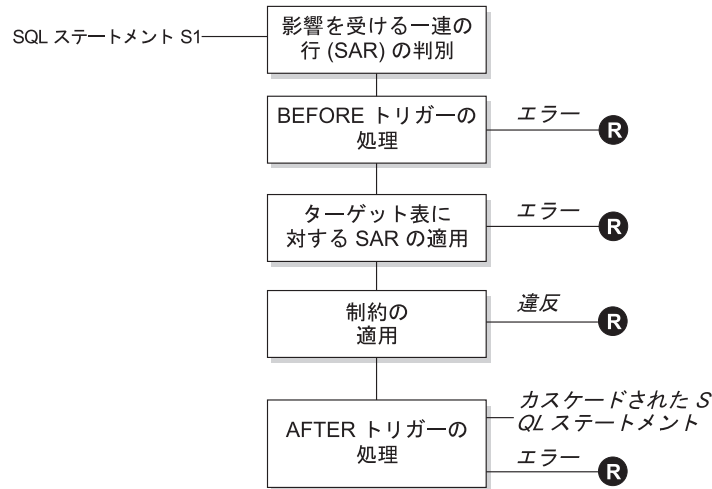 SQL ステートメント S1
影響を受ける一連の
行 (SAR) の判別
BEFORE トリガーの
処理
エラー
R
ターゲット表に
対する SAR の適用
エラー
R
制約の
適用
違反
R
AFTER トリガーの
処理
カスケードされた S
QL ステートメント
エラー
R